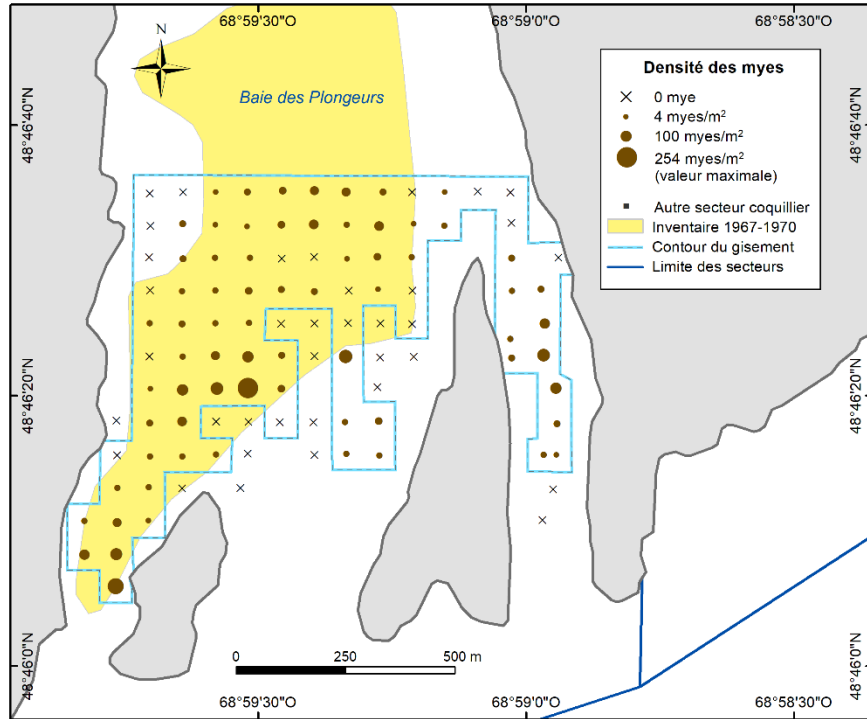 68°59'30"O
68°59'0"O
68°58'30"O
N
Baie des Plongeurs
48°46'40"N
48°46'40"N
Densité des myes
0 mye
4 myes/m²
100 myes/m²
254 myes/m²
(valeur maximale)
Autre secteur coquillier
Inventaire 1967-1970
Contour du gisement
Limite des secteurs
48°46'20"N
48°46'20"N
48°46'0"N
48°46'0"N
0
250
500 m
68°59'30"O
68°59'0"O
68°58'30"O